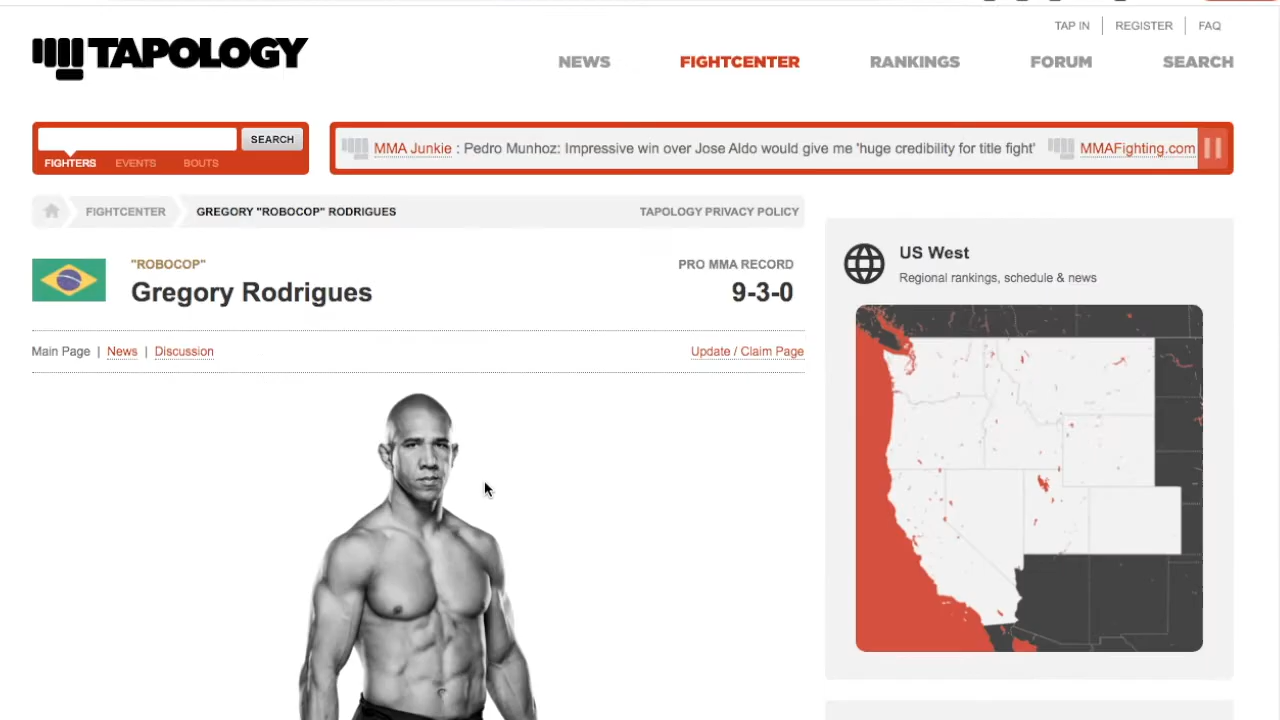 TAP IN
REGISTER
FAQ
TAPOLOGY
NEWS
FIGHTCENTER
RANKINGS
FORUM
SEARCH
SEARCH
FIGHTERS
EVENTS
BOUTS
MMA Junkie : Pedro Munhoz: Impressive win over Jose Aldo would give me 'huge credibility for title fight'
MMAFighting.com
FIGHTCENTER
GREGORY "ROBOCOP" RODRIGUES
TAPOLOGY PRIVACY POLICY
"ROBOCOP"
Gregory Rodrigues
PRO MMA RECORD
9-3-0
Main Page | News | Discussion
Update / Claim Page
US West
Regional rankings, schedule & news